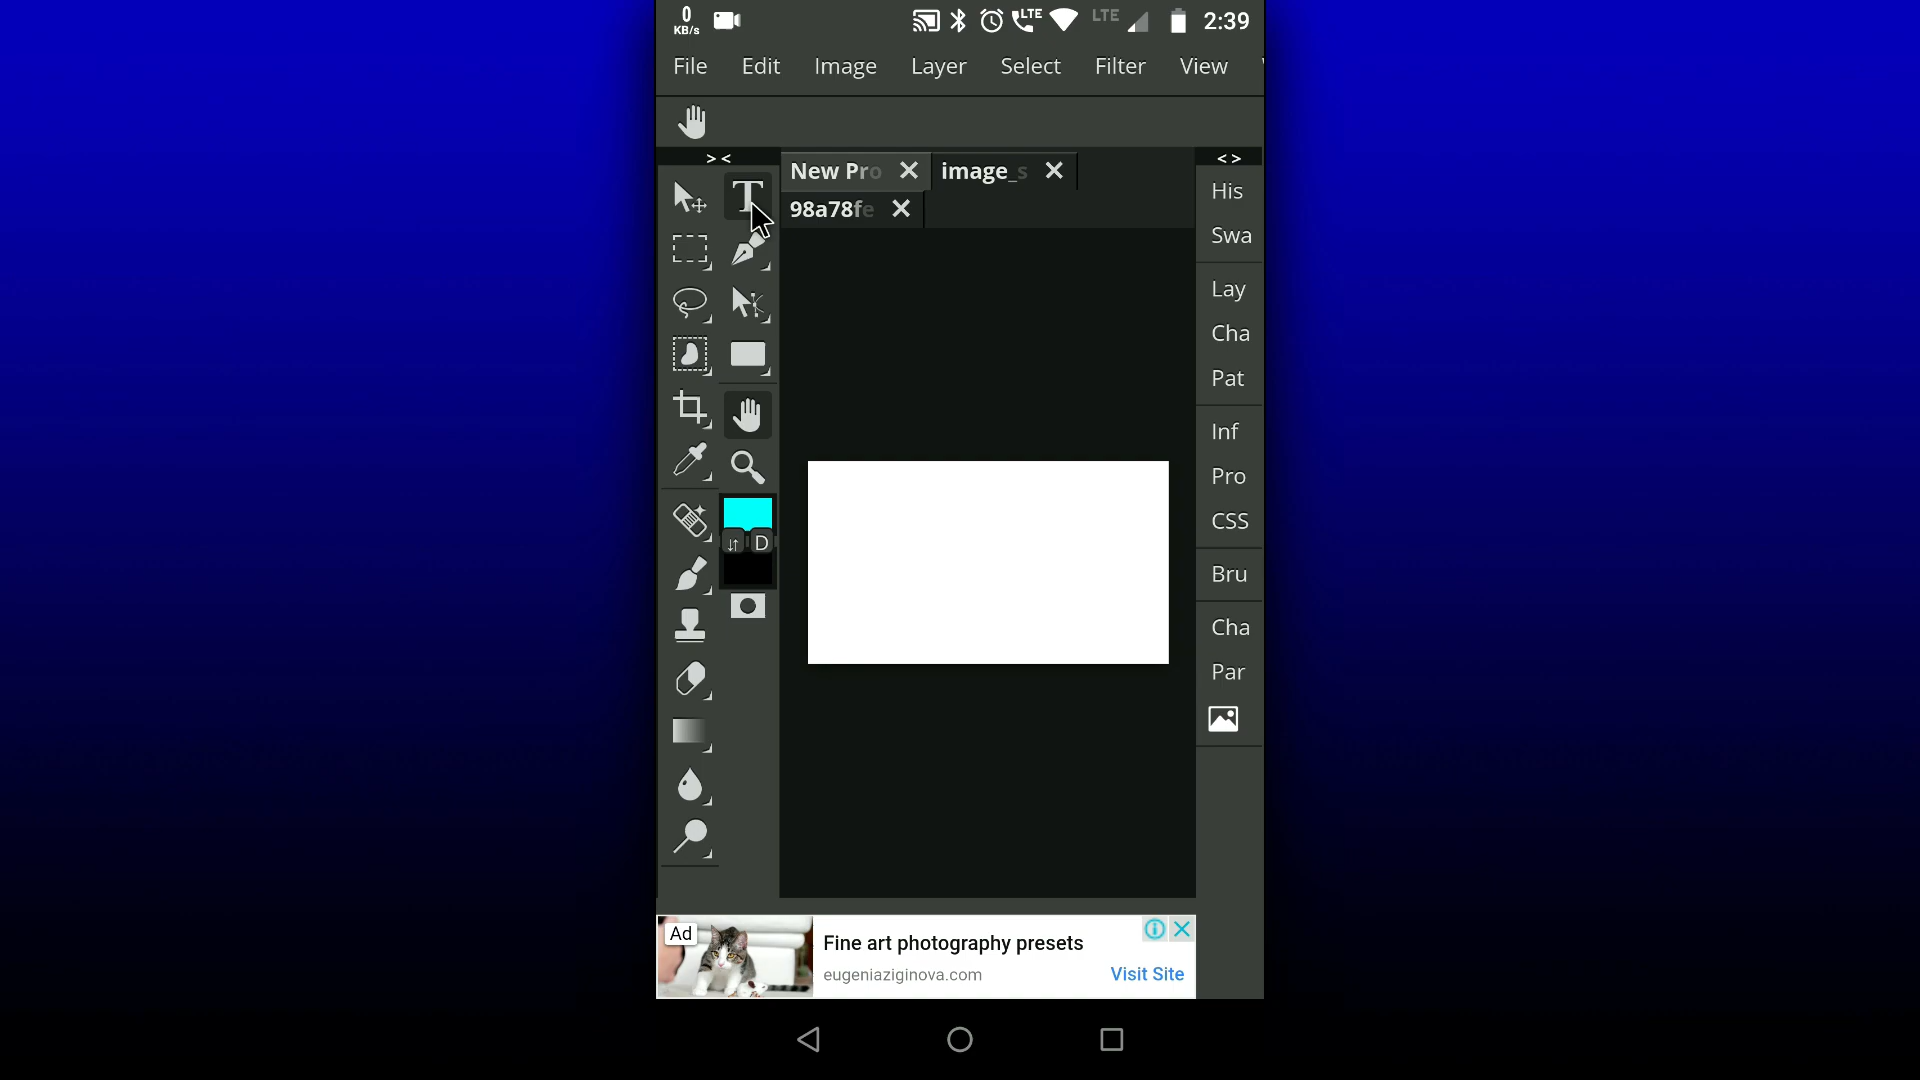 0
KB/s
LTE
LTE
2:39
File Edit Image Layer Select Filter View
> <
< >
New Pro
image_s
98a78fe
T
D
His
Swa
Lay
Cha
Pat
Inf
Pro
CSS
Bru
Cha
Par
Ad
Fine art photography presets
eugeniaziginova.com
Visit Site